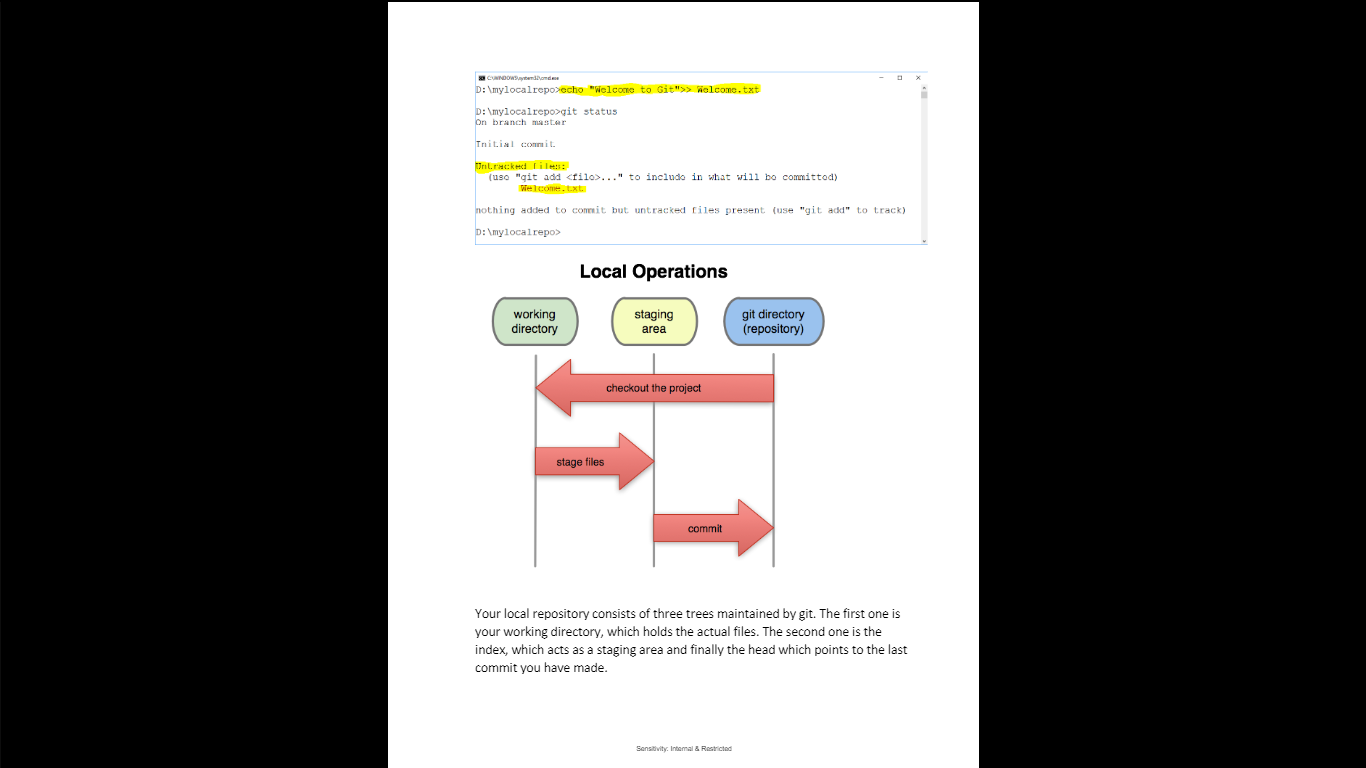 C:\WINDOWS\system32\cmd.exe
D:\mylocalrepo>echo "Welcome to Git">> Welcome.txt
D:\mylocalrepo>git status
On branch master
Initial commit
Untracked files:
(use "git add <file>..." to include in what will be committed)
Welcome.txt
nothing added to commit but untracked files present (use "git add" to track)
D:\mylocalrepo>
Local Operations
working directory
staging area
git directory (repository)
checkout the project
stage files
commit
Your local repository consists of three trees maintained by git. The first one is
your working directory, which holds the actual files. The second one is the
index, which acts as a staging area and finally the head which points to the last
commit you have made.
Sensitivity: Internal & Restricted